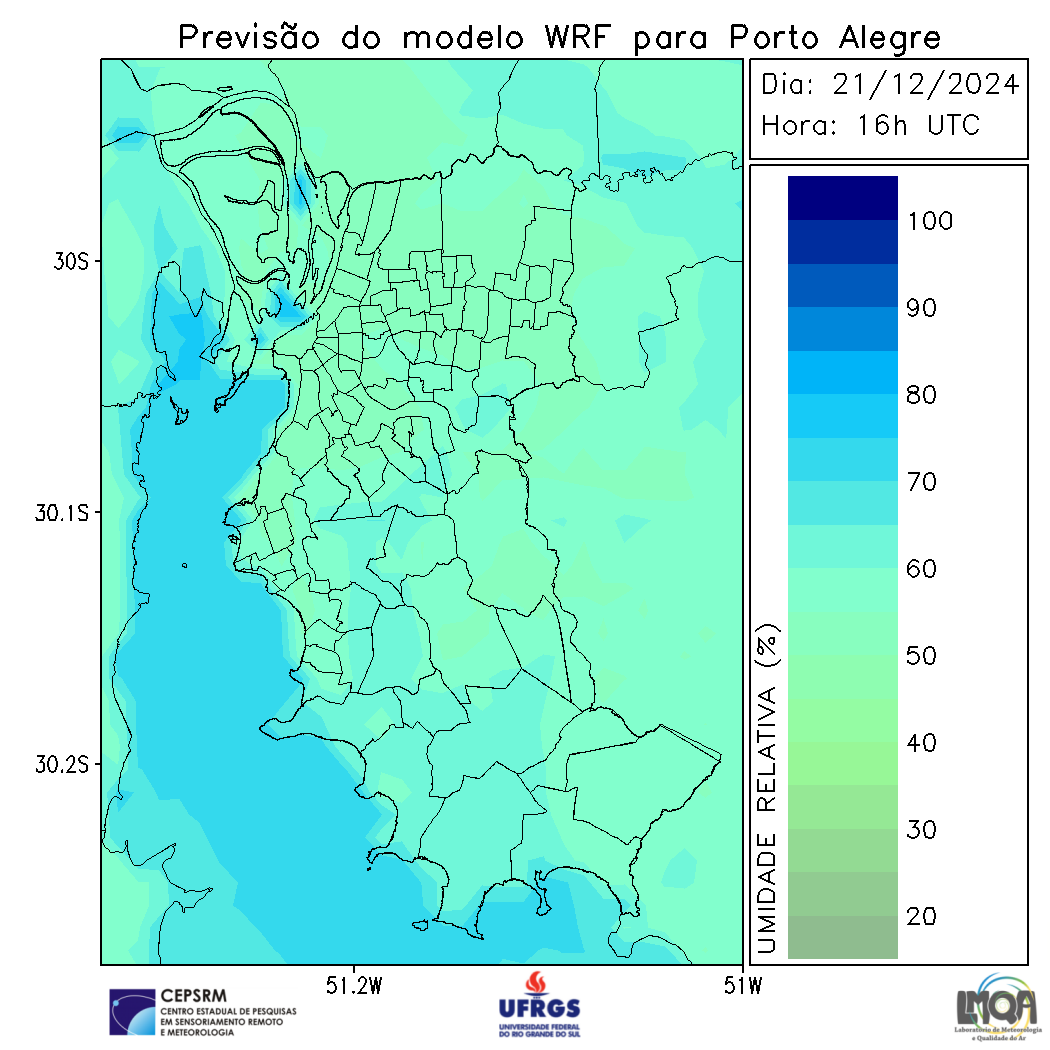 Previsão do modelo WRF para Porto Alegre
Dia: 21/12/2024
Hora: 16h UTC
100
90
80
70
60
50
40
30
20
UMIDADE RELATIVA (%)
30S
30.1S
30.2S
51.2W
51W
CEPSRM
CENTRO ESTADUAL DE PESQUISAS
EM SENSORIAMENTO REMOTO
E METEOROLOGIA
UFRGS
UNIVERSIDADE FEDERAL
DO RIO GRANDE DO SUL
LMQA
Laboratório de Meteorologia
e Qualidade do Ar